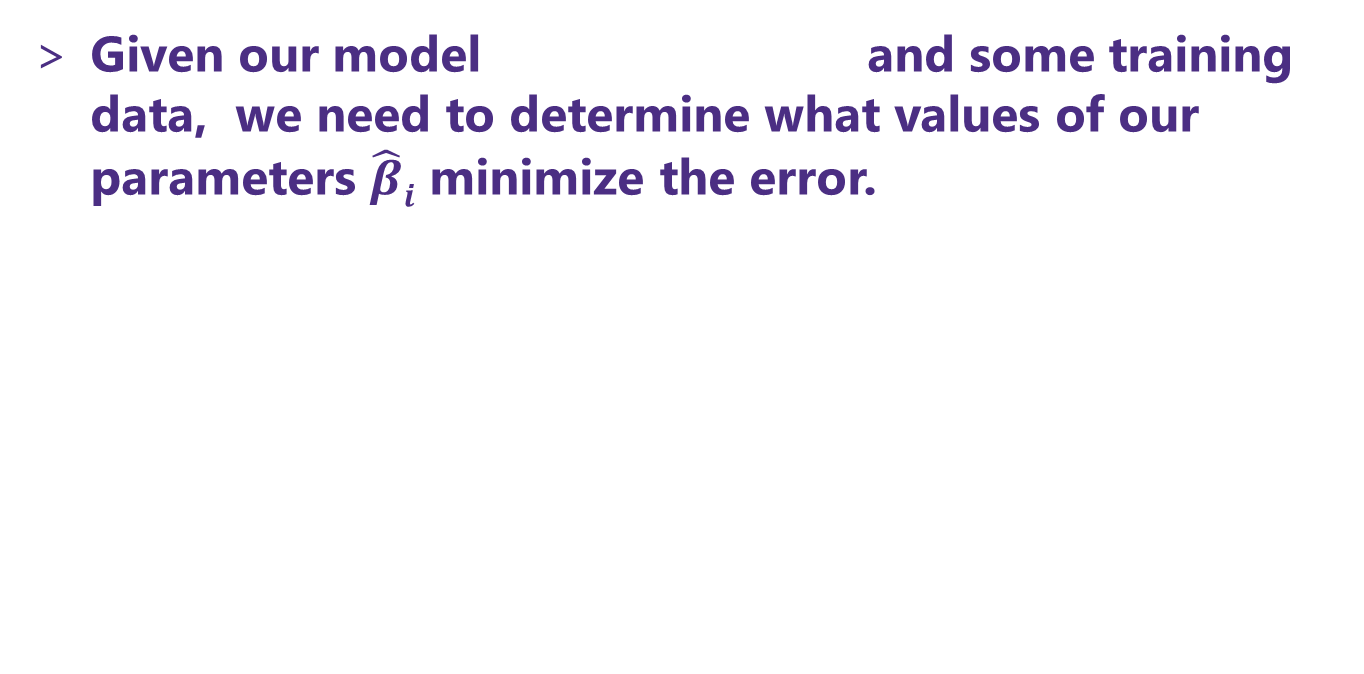 > Given our model and some training
data,  we need to determine what values of our
parameters β̂ᵢ minimize the error.